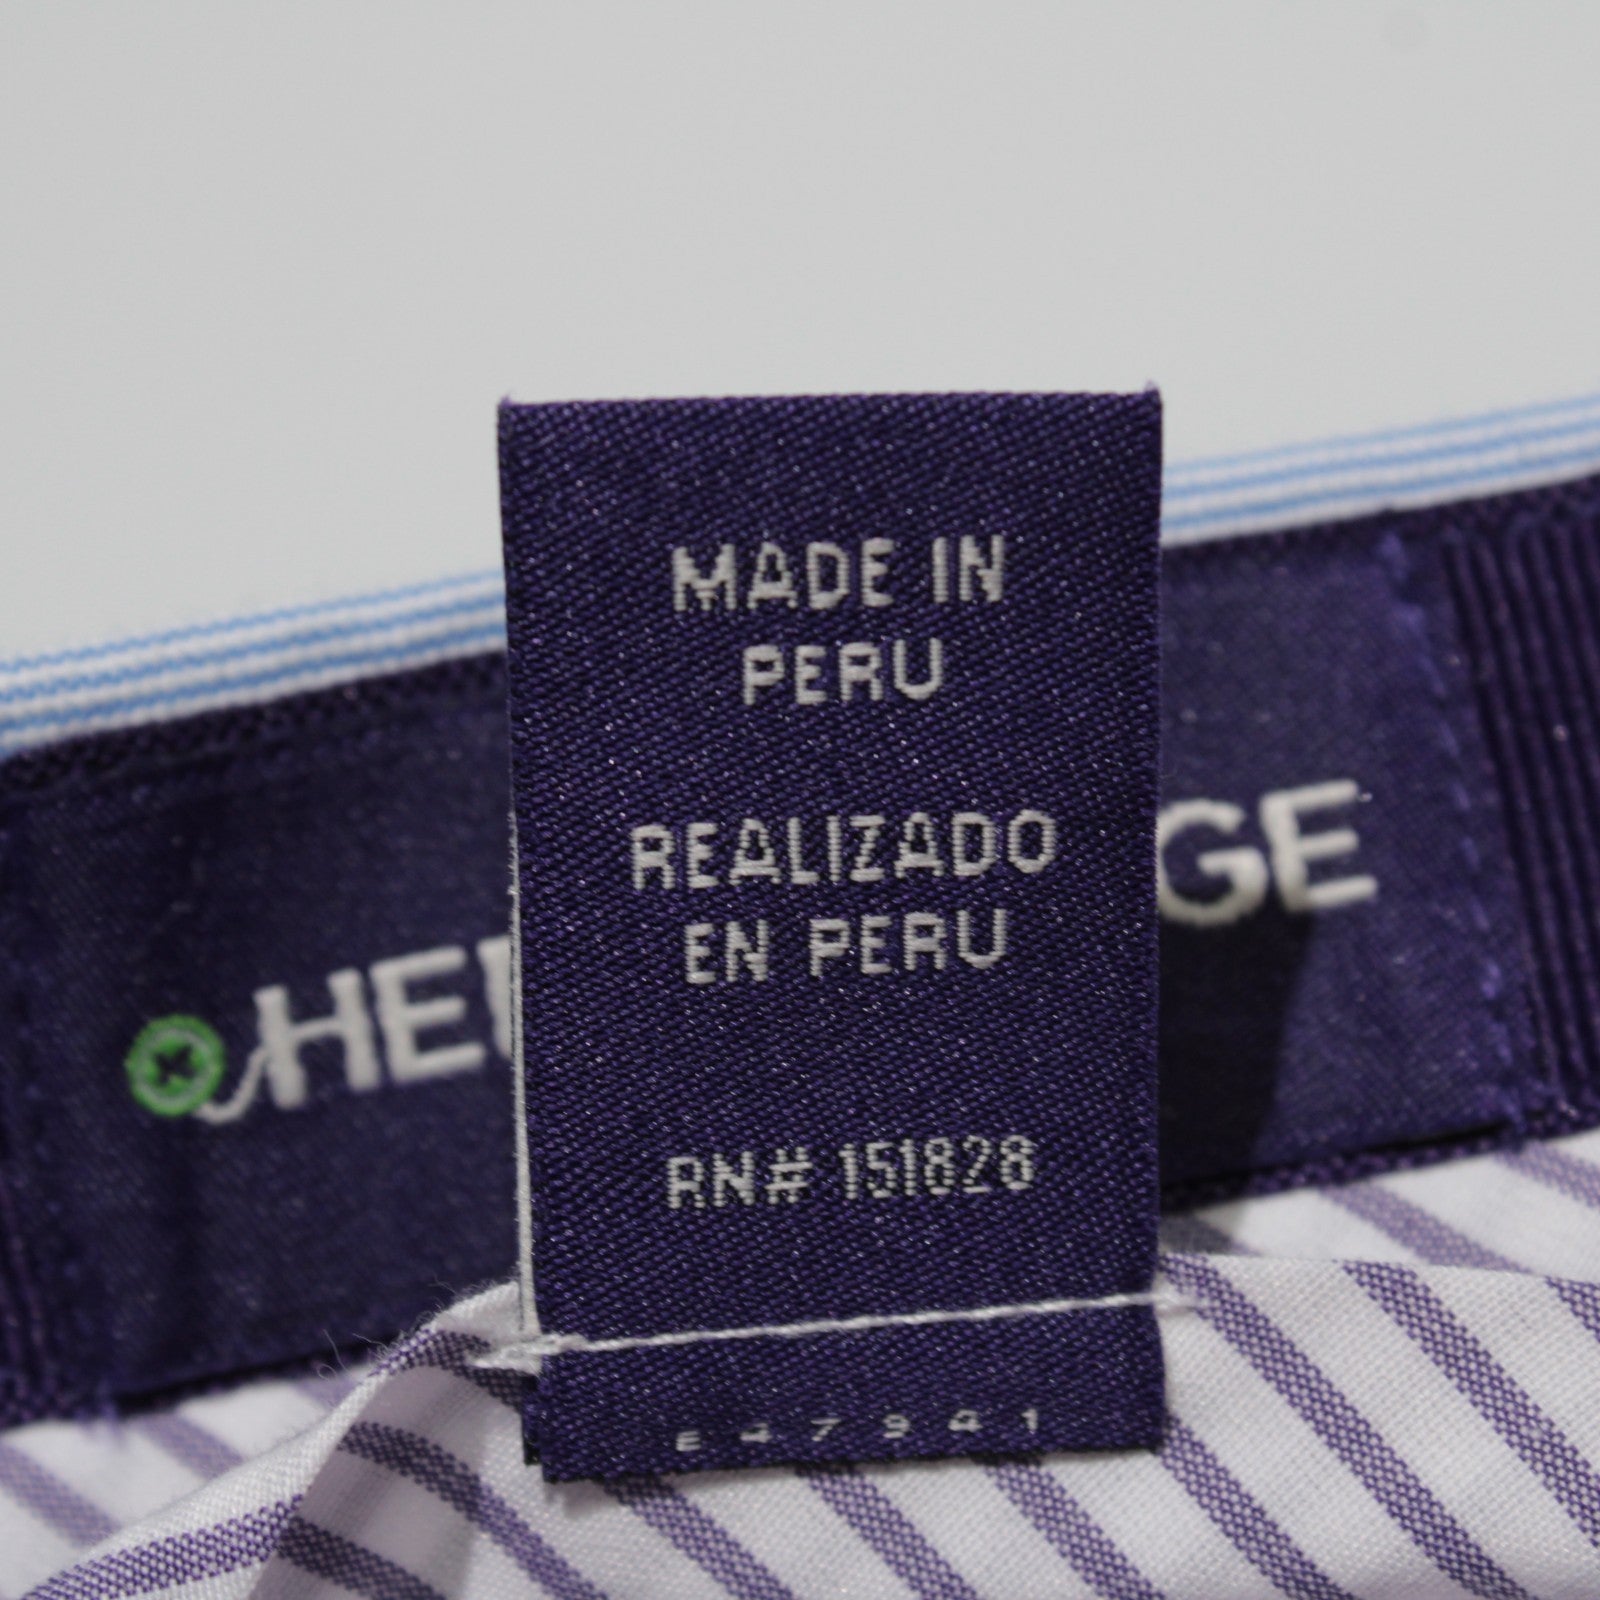 MADE IN
PERU
REALIZADO
EN PERU
RN# 151828